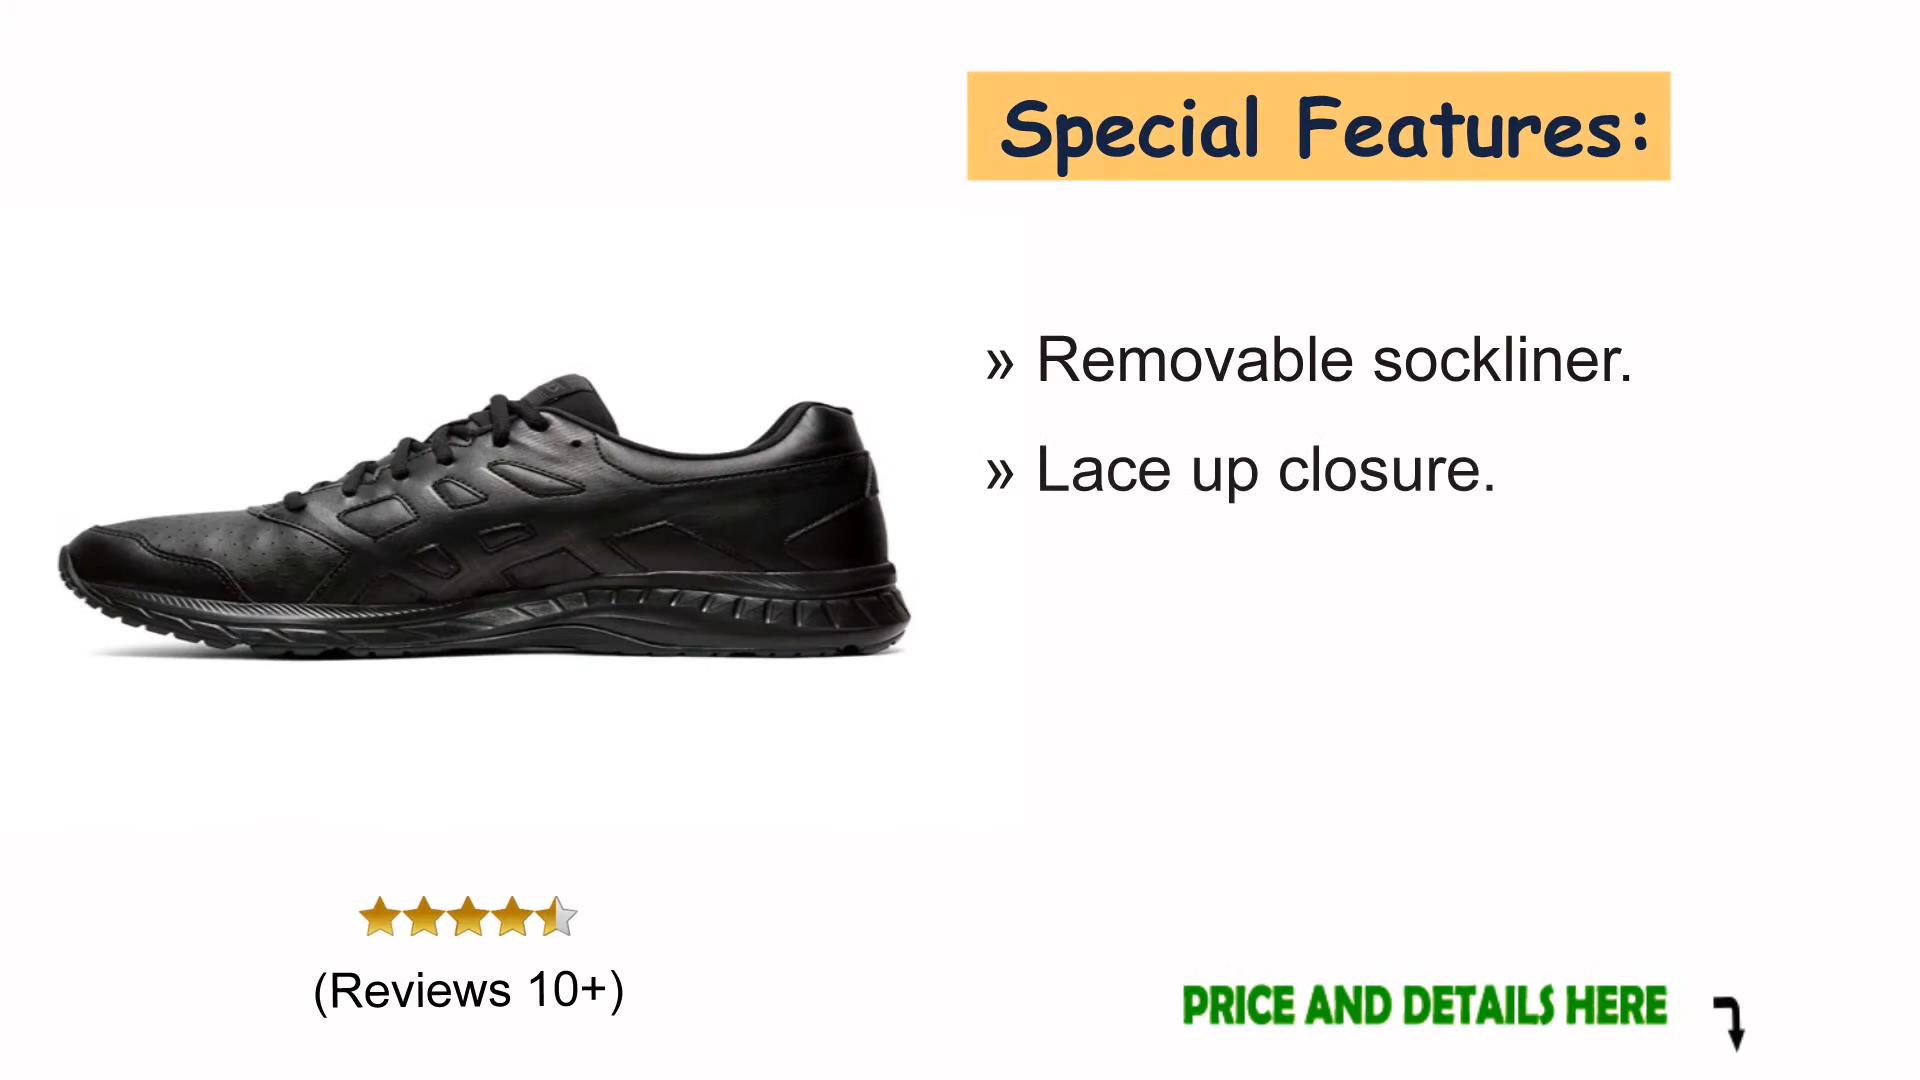 Special Features:
» Removable sockliner.
» Lace up closure.
(Reviews 10+)
PRICE AND DETAILS HERE